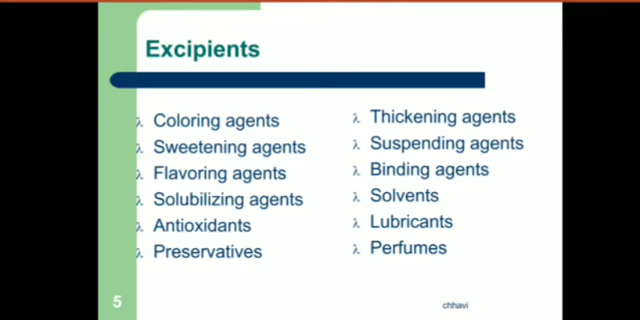 Excipients
λ Coloring agents
λ Sweetening agents
λ Flavoring agents
λ Solubilizing agents
λ Antioxidants
λ Preservatives
λ Thickening agents
λ Suspending agents
λ Binding agents
λ Solvents
λ Lubricants
λ Perfumes
5
chhavi